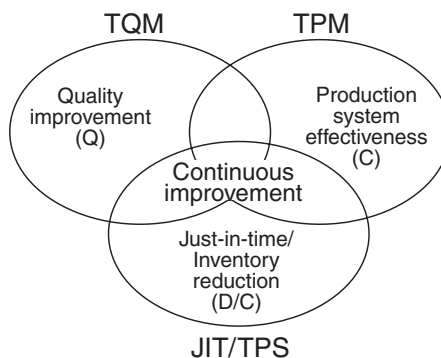 TQM
TPM
Quality
improvement
(Q)
Production
system
effectiveness
(C)
Continuous
improvement
Just-in-time/
Inventory
reduction
(D/C)
JIT/TPS